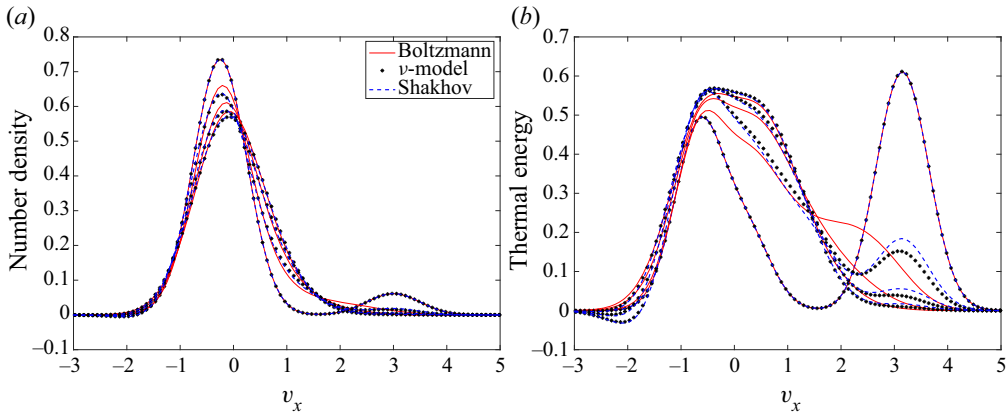 (a)
0.8
0.7
0.6
0.5
0.4
0.3
0.2
0.1
0
–0.1
Number density
Boltzmann
ν-model
Shakhov
–3 –2 –1 0 1 2 3 4 5
v_x
(b)
0.7
0.6
0.5
0.4
0.3
0.2
0.1
0
–0.1
Thermal energy
–3 –2 –1 0 1 2 3 4 5
v_x